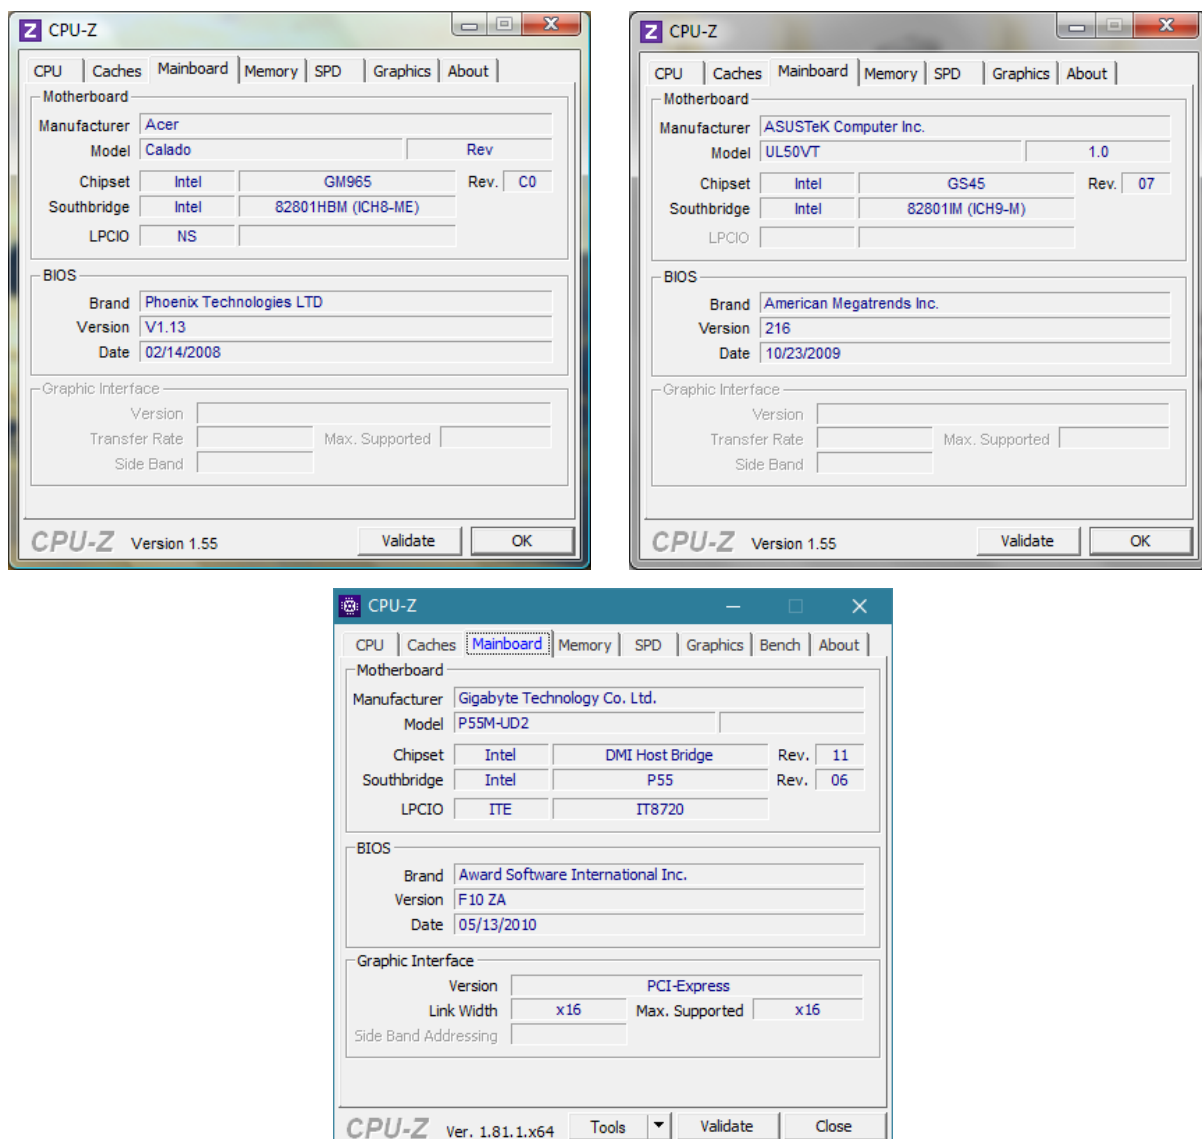 CPU-Z
CPU Caches Mainboard Memory SPD Graphics About
Motherboard
Manufacturer Acer
Model Calado Rev
Chipset Intel GM965 Rev. C0
Southbridge Intel 82801HBM (ICH8-ME)
LPCIO NS
BIOS
Brand Phoenix Technologies LTD
Version V1.13
Date 02/14/2008
Graphic Interface
Version
Transfer Rate Max. Supported
Side Band
CPU-Z Version 1.55 Validate OK
CPU-Z
CPU Caches Mainboard Memory SPD Graphics About
Motherboard
Manufacturer ASUSTeK Computer Inc.
Model UL50VT 1.0
Chipset Intel GS45 Rev. 07
Southbridge Intel 82801IM (ICH9-M)
LPCIO
BIOS
Brand American Megatrends Inc.
Version 216
Date 10/23/2009
Graphic Interface
Version
Transfer Rate Max. Supported
Side Band
CPU-Z Version 1.55 Validate OK
CPU-Z
CPU Caches Mainboard Memory SPD Graphics Bench About
Motherboard
Manufacturer Gigabyte Technology Co. Ltd.
Model P55M-UD2
Chipset Intel DMI Host Bridge Rev. 11
Southbridge Intel P55 Rev. 06
LPCIO ITE IT8720
BIOS
Brand Award Software International Inc.
Version F10 ZA
Date 05/13/2010
Graphic Interface
Version PCI-Express
Link Width x16 Max. Supported x16
Side Band Addressing
CPU-Z Ver. 1.81.1.x64 Tools Validate Close